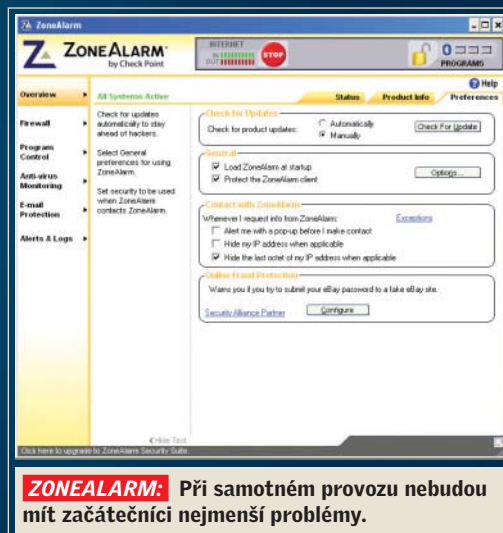 ZoneAlarm
ZONEALARM
by Check Point
INTERNET
IN
OUT
STOP
PROGRAMS
Help
Overview
All Systems Active
Status Product Info Preferences
Firewall
Program
Control
Anti-virus
Monitoring
E-mail
Protection
Alerts & Logs
Check for updates
automatically to stay
ahead of hackers.
Select General
preferences for using
ZoneAlarm.
Set security to be used
when ZoneAlarm
contacts ZoneAlarm.
Check for Updates
Check for product updates: Automatically
Manually
Check For Update
General
Load ZoneAlarm at startup
Protect the ZoneAlarm client
Options...
Contact with ZoneAlarm
Whenever I request info from ZoneAlarm: Exceptions
Alert me with a pop-up before I make contact
Hide my IP address when applicable
Hide the last octet of my IP address when applicable
Online Fraud Protection
Warns you if you try to submit your eBay password to a fake eBay site.
Security Alliance Partner Configure
Hide Text
Click here to upgrade to ZoneAlarm Security Suite.
ZONEALARM: Při samotném provozu nebudou
mít začátečníci nejmenší problémy.